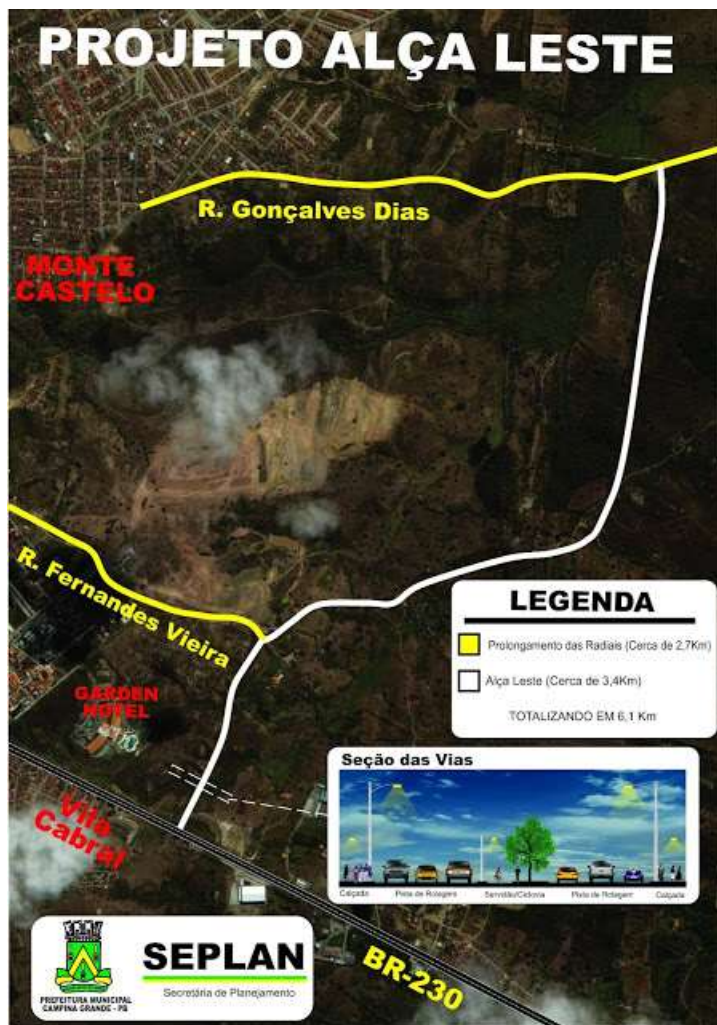 PROJETO ALÇA LESTE
R. Gonçalves Dias
MONTE
CASTELO
R. Fernandes Vieira
GARDEN
HOTEL
Vila
Cabral
BR-230
LEGENDA
Prolongamento das Radiais (Cerca de 2,7Km)
Alça Leste (Cerca de 3,4Km)
TOTALIZANDO EM 6,1 Km
Seção das Vias
Calçada Pista de Rolagem Servidão/Ciclovia Pista de Rolagem Calçada
PREFEITURA MUNICIPAL
CAMPINA GRANDE - PB
SEPLAN
Secretária de Planejamento